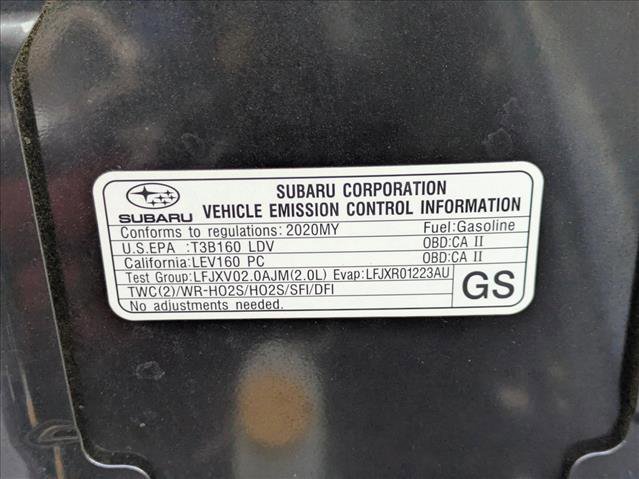 SUBARU CORPORATION
SUBARU VEHICLE EMISSION CONTROL INFORMATION
Conforms to regulations: 2020MY Fuel:Gasoline
U.S.EPA :T3B160 LDV OBD:CA II
California:LEV160 PC OBD:CA II
Test Group:LFJXV02.0AJM(2.0L) Evap:LFJXR01223AU
TWC(2)/WR-HO2S/HO2S/SFI/DFI
No adjustments needed.
GS